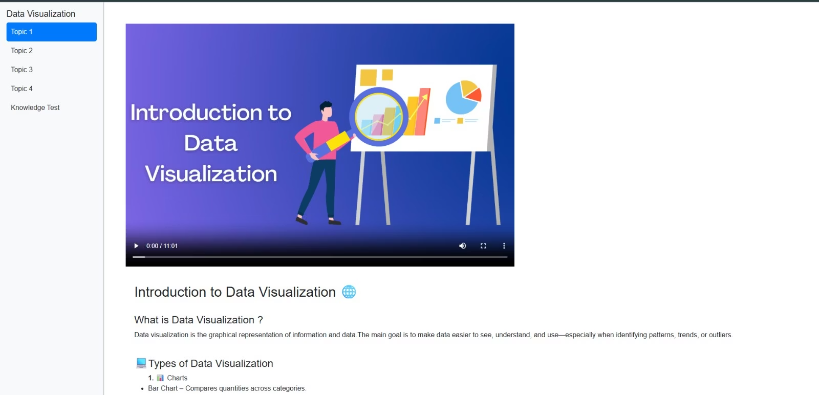 Data Visualization
Topic 1
Topic 2
Topic 3
Topic 4
Knowledge Test
Introduction to
Data
Visualization
0:00 / 11:01
Introduction to Data Visualization
What is Data Visualization ?
Data visualization is the graphical representation of information and data The main goal is to make data easier to see, understand, and use—especially when identifying patterns, trends, or outliers.
Types of Data Visualization
1. Charts
• Bar Chart – Compares quantities across categories.